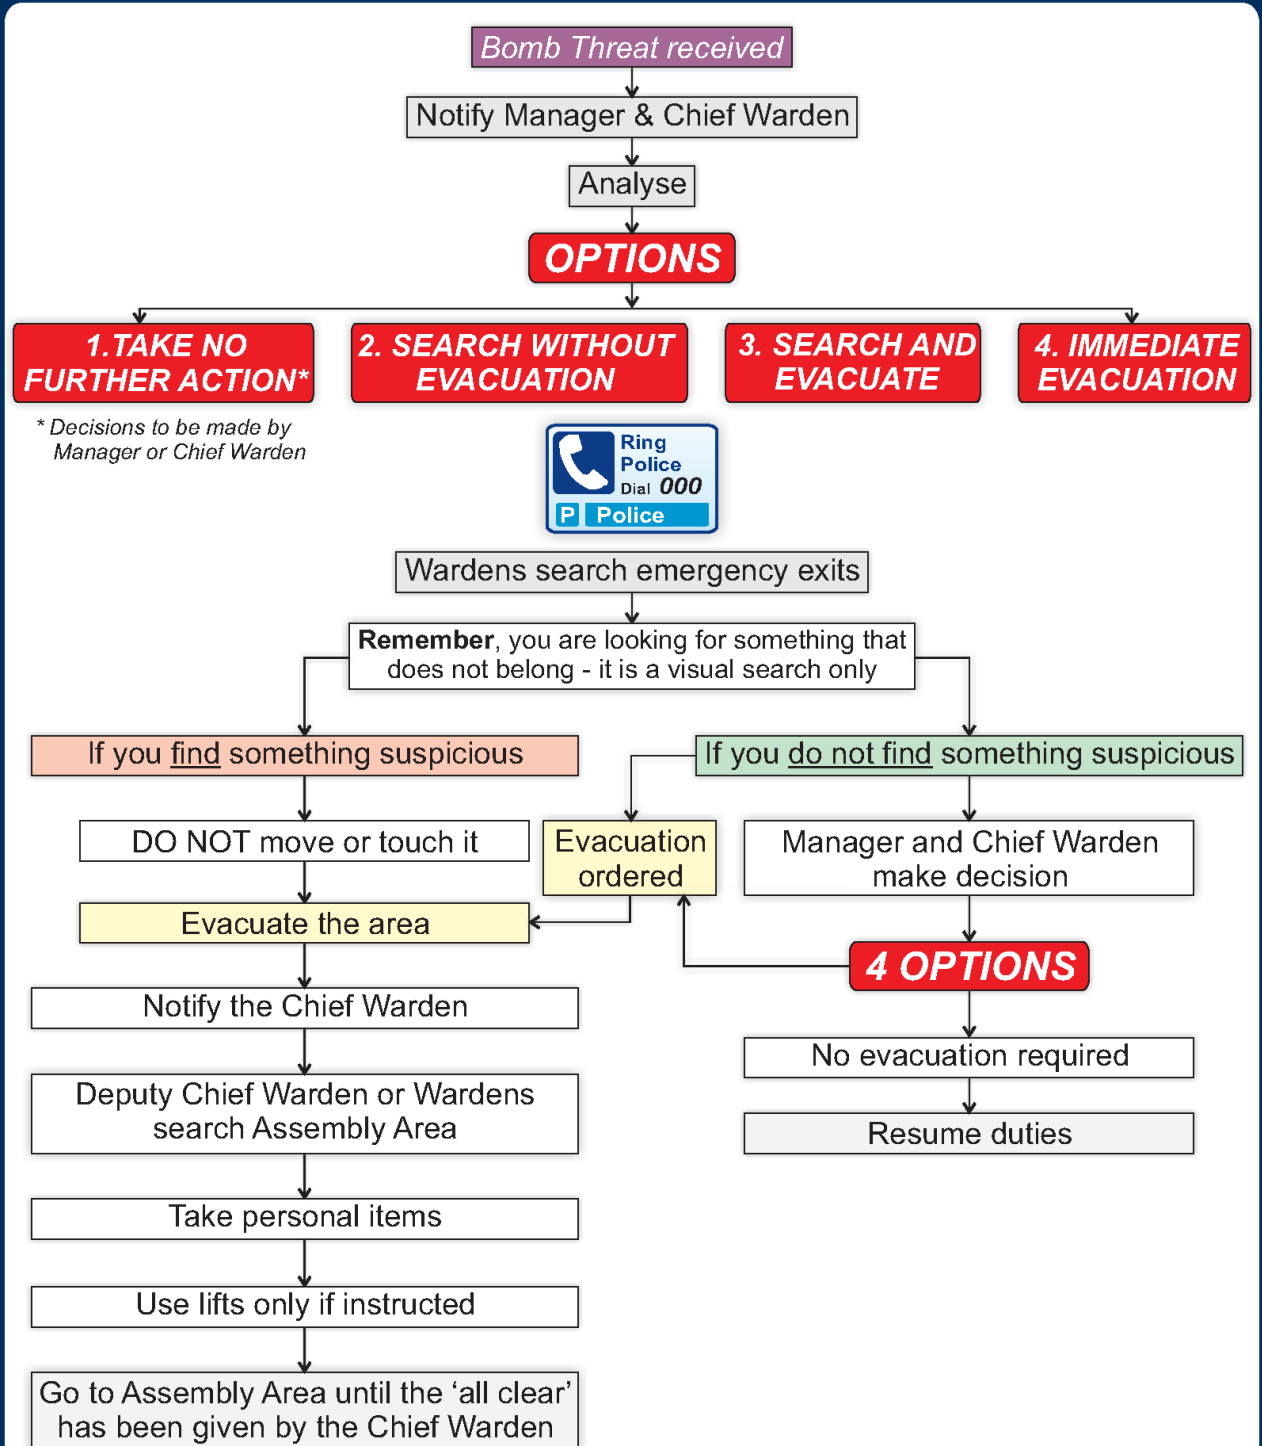 Bomb Threat received
Notify Manager & Chief Warden
Analyse
OPTIONS
1.TAKE NO
FURTHER ACTION*
2. SEARCH WITHOUT
EVACUATION
3. SEARCH AND
EVACUATE
4. IMMEDIATE
EVACUATION
* Decisions to be made by
Manager or Chief Warden
Ring
Police
Dial 000
P Police
Wardens search emergency exits
Remember, you are looking for something that
does not belong - it is a visual search only
If you find something suspicious
If you do not find something suspicious
DO NOT move or touch it
Evacuation
ordered
Manager and Chief Warden
make decision
Evacuate the area
4 OPTIONS
Notify the Chief Warden
No evacuation required
Deputy Chief Warden or Wardens
search Assembly Area
Resume duties
Take personal items
Use lifts only if instructed
Go to Assembly Area until the ‘all clear’
has been given by the Chief Warden